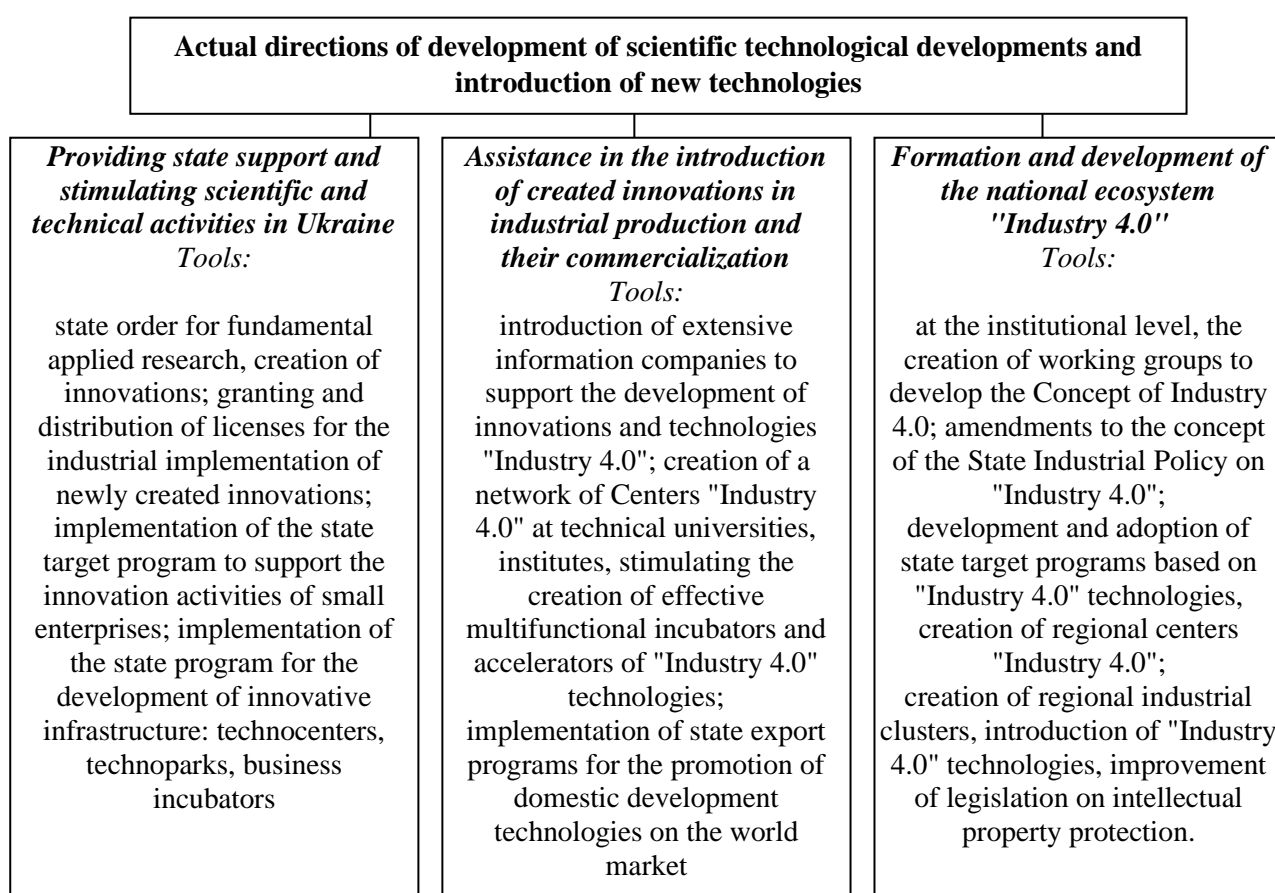 Actual directions of development of scientific technological developments and
introduction of new technologies
Providing state support and
stimulating scientific and
technical activities in Ukraine
Tools:
state order for fundamental
applied research, creation of
innovations; granting and
distribution of licenses for the
industrial implementation of
newly created innovations;
implementation of the state
target program to support the
innovation activities of small
enterprises; implementation of
the state program for the
development of innovative
infrastructure: technocenters,
technoparks, business
incubators
Assistance in the introduction
of created innovations in
industrial production and
their commercialization
Tools:
introduction of extensive
information companies to
support the development of
innovations and technologies
"Industry 4.0"; creation of a
network of Centers "Industry
4.0" at technical universities,
institutes, stimulating the
creation of effective
multifunctional incubators and
accelerators of "Industry 4.0"
technologies;
implementation of state export
programs for the promotion of
domestic development
technologies on the world
market
Formation and development of
the national ecosystem
"Industry 4.0"
Tools:
at the institutional level, the
creation of working groups to
develop the Concept of Industry
4.0; amendments to the concept
of the State Industrial Policy on
"Industry 4.0";
development and adoption of
state target programs based on
"Industry 4.0" technologies,
creation of regional centers
"Industry 4.0";
creation of regional industrial
clusters, introduction of "Industry
4.0" technologies, improvement
of legislation on intellectual
property protection.